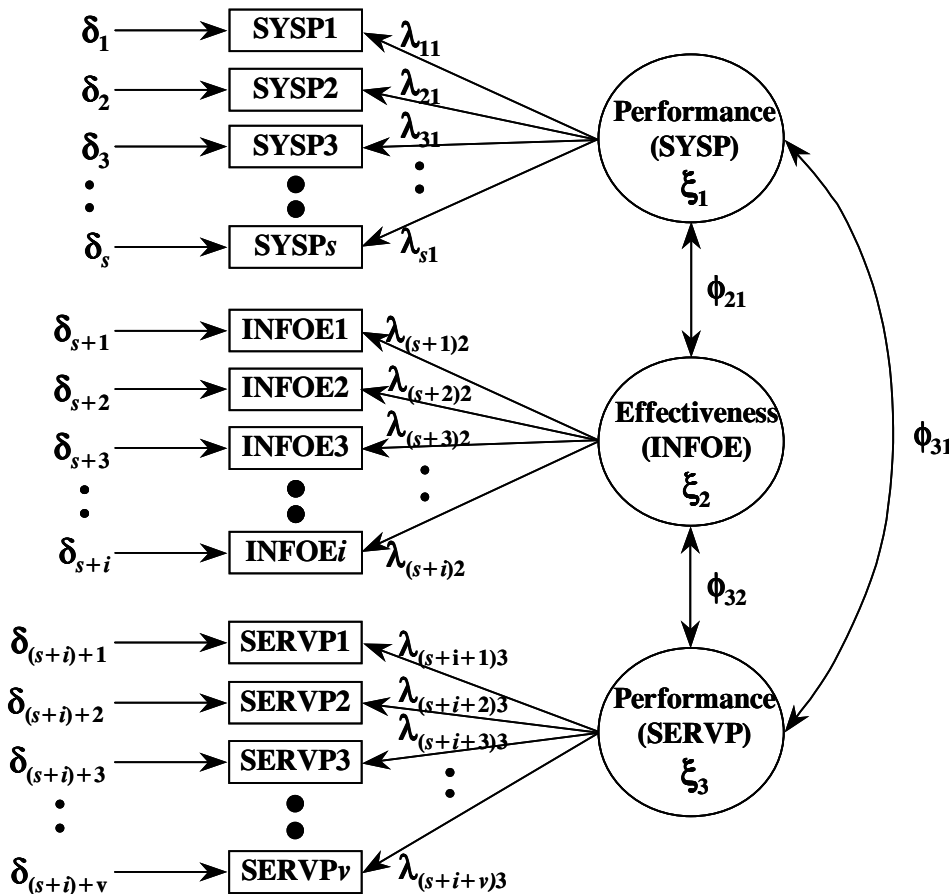 δ₁ SYSP1 λ₁₁
δ₂ SYSP2 λ₂₁
δ₃ SYSP3 λ₃₁
δₛ SYSPs λₛ₁
Performance
(SYSP)
ξ₁
ϕ₂₁
δₛ₊₁ INFOE1 λ₍ₛ₊₁₎₂
δₛ₊₂ INFOE2 λ₍ₛ₊₂₎₂
δₛ₊₃ INFOE3 λ₍ₛ₊₃₎₂
δₛ₊ᵢ INFOEi λ₍ₛ₊ᵢ₎₂
Effectiveness
(INFOE)
ξ₂
ϕ₃₁
ϕ₃₂
δ₍ₛ₊ᵢ₎₊₁ SERVP1 λ₍ₛ₊ᵢ₊₁₎₃
δ₍ₛ₊ᵢ₎₊₂ SERVP2 λ₍ₛ₊ᵢ₊₂₎₃
δ₍ₛ₊ᵢ₎₊₃ SERVP3 λ₍ₛ₊ᵢ₊₃₎₃
δ₍ₛ₊ᵢ₎₊ᵥ SERVPv λ₍ₛ₊ᵢ₊ᵥ₎₃
Performance
(SERVP)
ξ₃